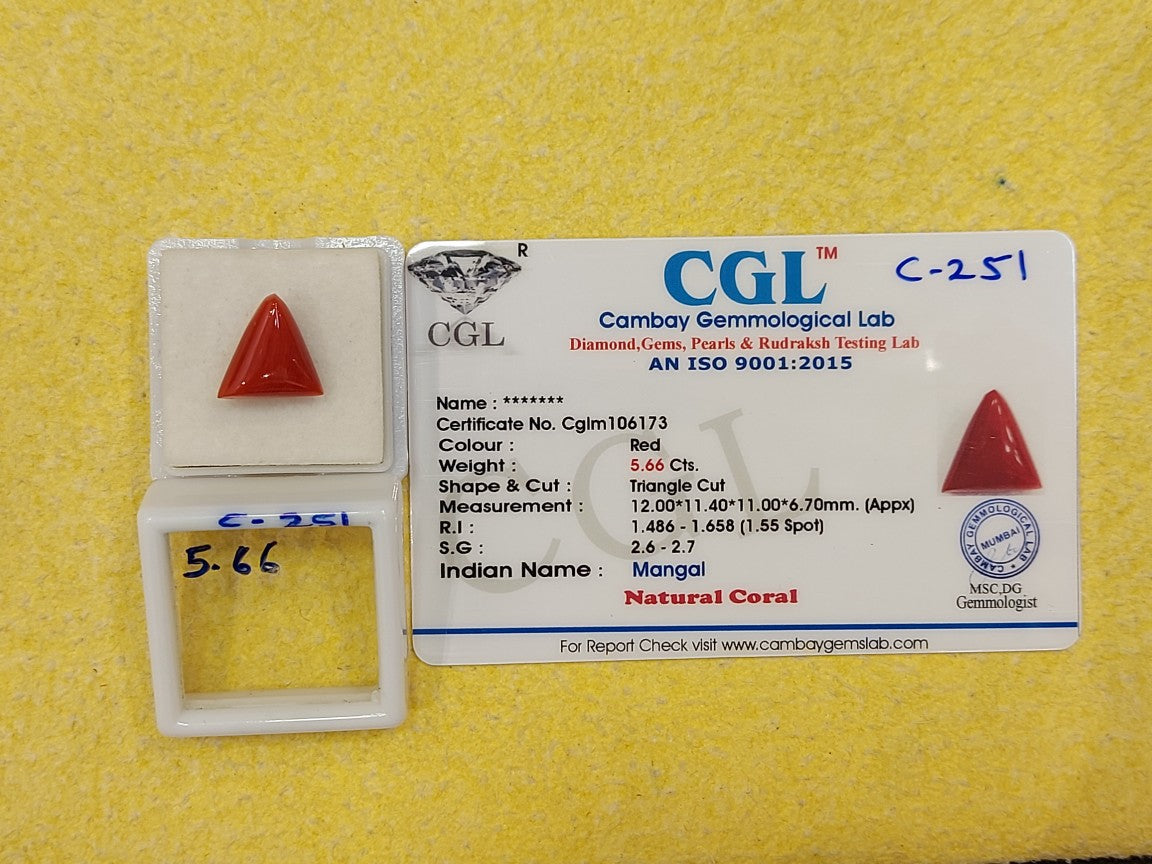 R
CGL
CGL™
C-251
Cambay Gemmological Lab
Diamond,Gems, Pearls & Rudraksh Testing Lab
AN ISO 9001:2015
Name : *******
Certificate No. Cglm106173
Colour : Red
Weight : 5.66 Cts.
Shape & Cut : Triangle Cut
Measurement : 12.00*11.40*11.00*6.70mm. (Appx)
R.I : 1.486 - 1.658 (1.55 Spot)
S.G : 2.6 - 2.7
Indian Name : Mangal
Natural Coral
CGL
CAMBAY GEMMOLOGICAL LAB
MUMBAI
MSC,DG
Gemmologist
For Report Check visit www.cambaygemslab.com
C-251
5.66